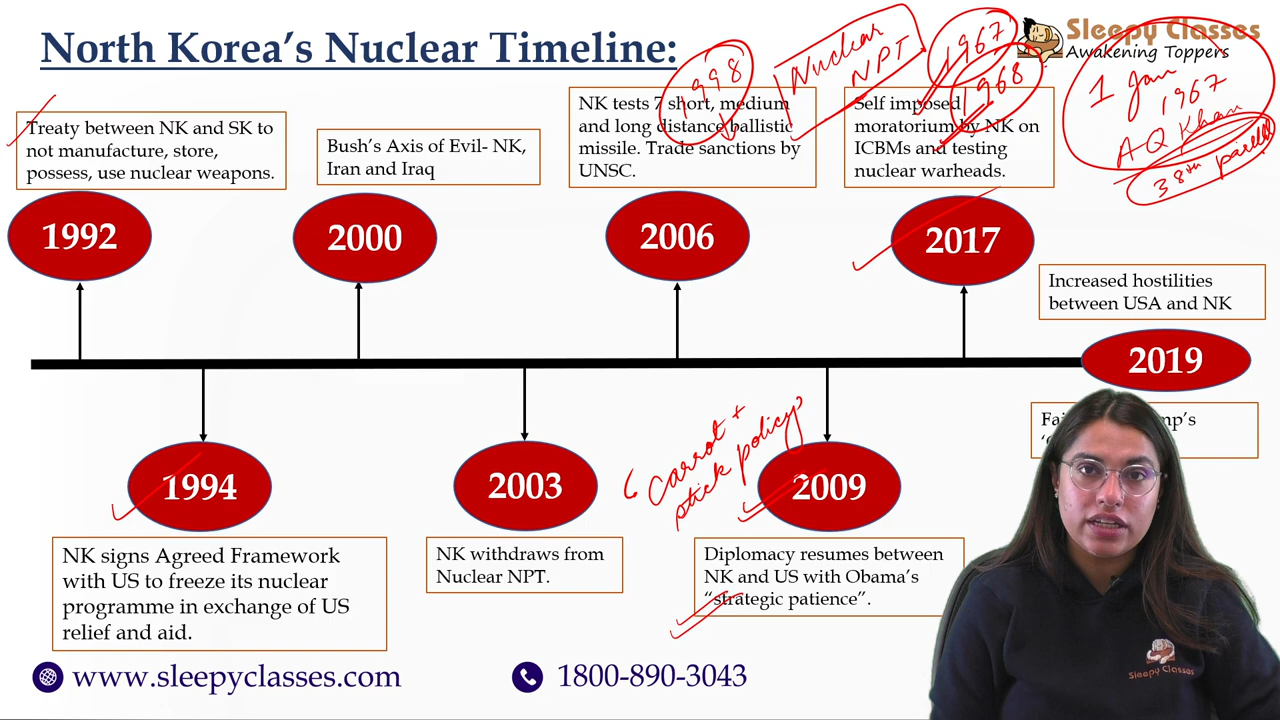 North Korea's Nuclear Timeline:
Sleepy Classes
Awakening Toppers
1998
Nuclear
NPT
1967
1968
1 Jan
1967
A Q Khan
38th parallel
Treaty between NK and SK to
not manufacture, store,
possess, use nuclear weapons.
1992
Bush's Axis of Evil- NK,
Iran and Iraq
2000
NK tests 7 short, medium
and long distance ballistic
missile. Trade sanctions by
UNSC.
2006
Self imposed
moratorium by NK on
ICBMs and testing
nuclear warheads.
2017
Increased hostilities
between USA and NK
2019
1994
NK signs Agreed Framework
with US to freeze its nuclear
programme in exchange of US
relief and aid.
2003
NK withdraws from
Nuclear NPT.
carrot +
stick policy
2009
Diplomacy resumes between
NK and US with Obama's
"strategic patience".
www.sleepyclasses.com
1800-890-3043
Sleepy Classes